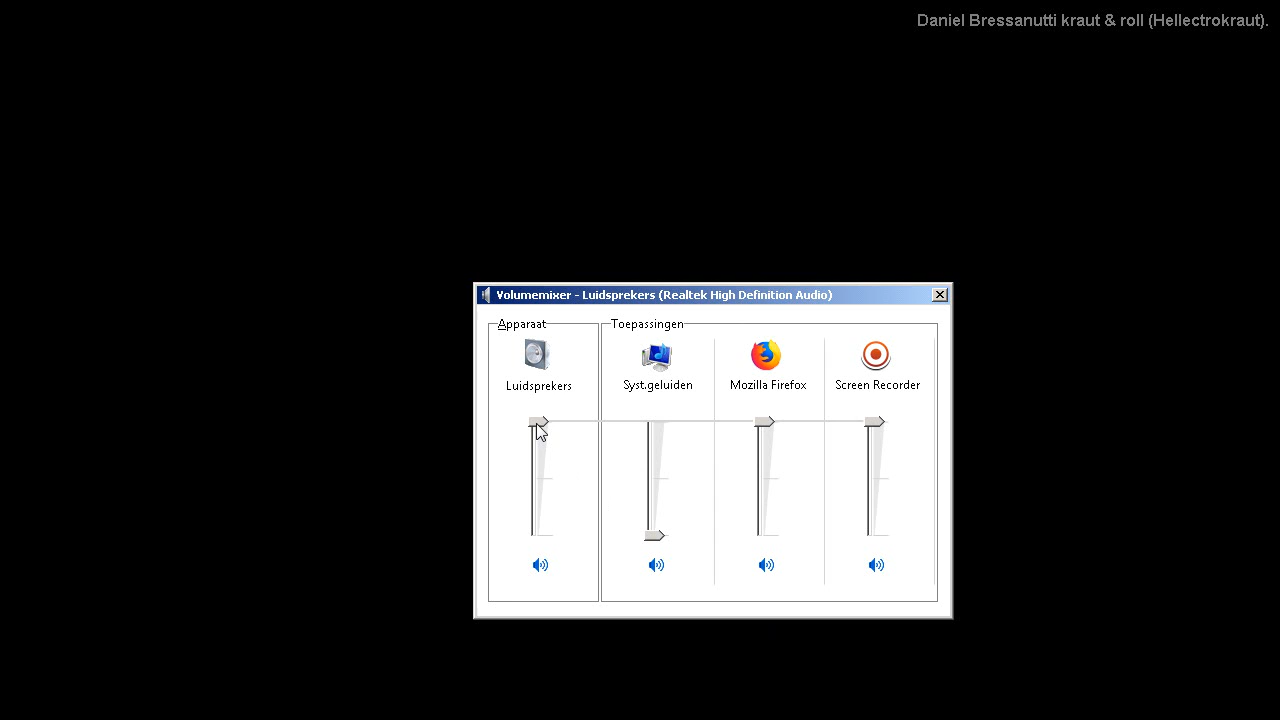 Daniel Bressanutti kraut & roll (Hellectrokraut).
Volumemixer - Luidsprekers (Realtek High Definition Audio)
Apparaat
Toepassingen
Luidsprekers
Syst.geluiden
Mozilla Firefox
Screen Recorder